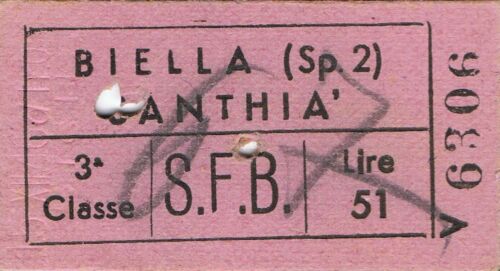 BIELLA (Sp. 2)
SANTHIA'
3ª
Classe
S.F.B.
Lire
51
6306